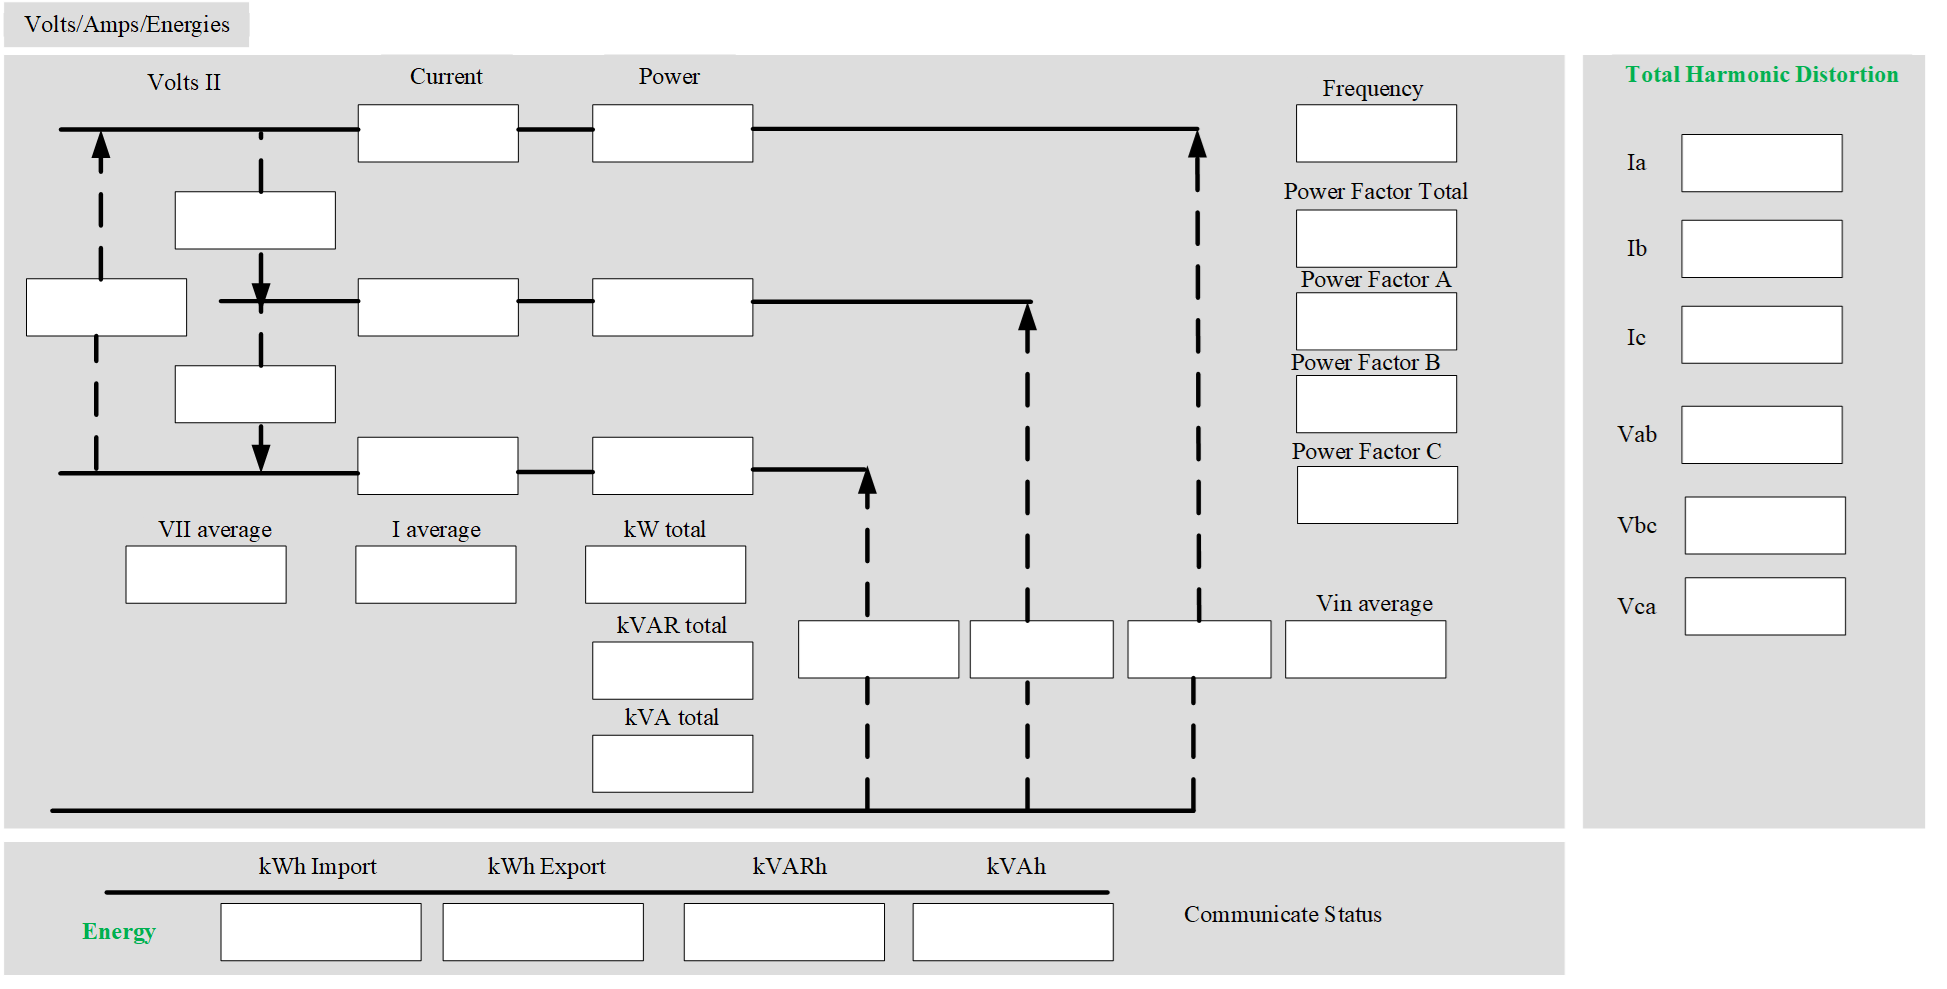 Volts/Amps/Energies
Volts II
Current
Power
Frequency
Power Factor Total
Power Factor A
Power Factor B
Power Factor C
VII average
I average
kW total
kVAR total
kVA total
Vin average
Total Harmonic Distortion
Ia
Ib
Ic
Vab
Vbc
Vca
kWh Import
kWh Export
kVARh
kVAh
Energy
Communicate Status